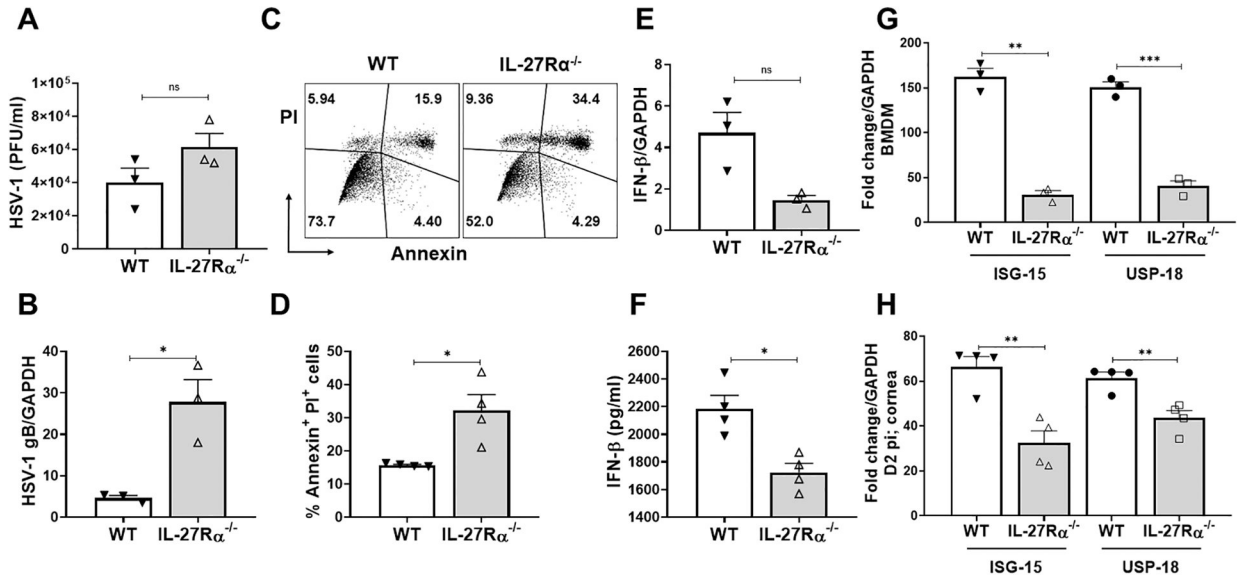 A
HSV-1 (PFU/ml)
1×10⁵
8×10⁴
6×10⁴
4×10⁴
2×10⁴
0
ns
WT
IL-27Rα⁻/⁻
B
HSV-1 gB/GAPDH
40
30
20
10
0
*
WT
IL-27Rα⁻/⁻
C
WT
IL-27Rα⁻/⁻
PI
5.94
15.9
73.7
4.40
9.36
34.4
52.0
4.29
Annexin
D
% Annexin⁺ PI⁺ cells
50
40
30
20
10
0
*
WT
IL-27Rα⁻/⁻
E
IFN-β/GAPDH
8
6
4
2
0
ns
WT
IL-27Rα⁻/⁻
F
IFN-β (pg/ml)
2600
2400
2200
2000
1800
1600
1400
*
WT
IL-27Rα⁻/⁻
G
Fold change/GAPDH
BMDM
200
150
100
50
0
**
***
WT
IL-27Rα⁻/⁻
WT
IL-27Rα⁻/⁻
ISG-15
USP-18
H
Fold change/GAPDH
D2 pi; cornea
80
60
40
20
0
**
**
WT
IL-27Rα⁻/⁻
WT
IL-27Rα⁻/⁻
ISG-15
USP-18